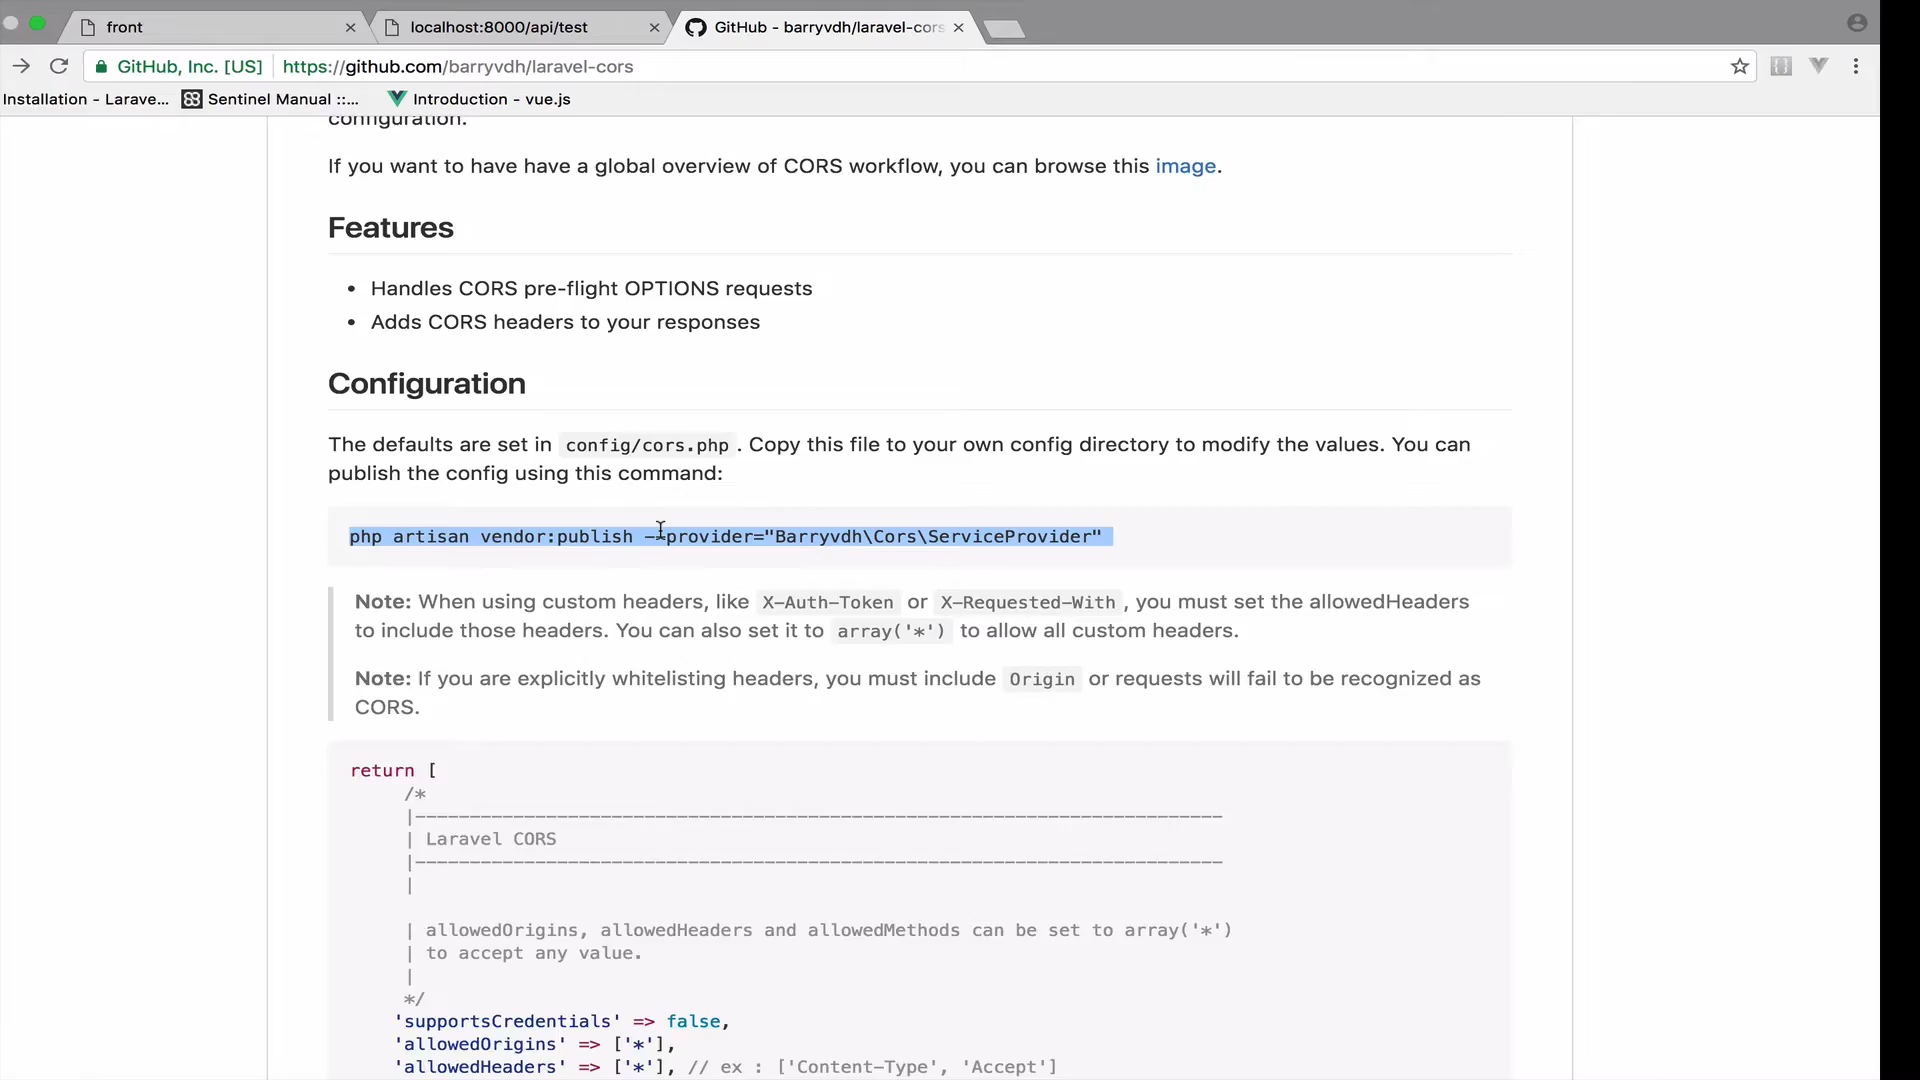 front
localhost:8000/api/test
GitHub - barryvdh/laravel-cors
GitHub, Inc. [US]
https://github.com/barryvdh/laravel-cors
Installation - Larave...
Sentinel Manual ::...
Introduction - vue.js
configuration.
If you want to have have a global overview of CORS workflow, you can browse this image.
Features
• Handles CORS pre-flight OPTIONS requests
• Adds CORS headers to your responses
Configuration
The defaults are set in config/cors.php . Copy this file to your own config directory to modify the values. You can
publish the config using this command:
php artisan vendor:publish --provider="Barryvdh\Cors\ServiceProvider"
Note: When using custom headers, like X-Auth-Token or X-Requested-With , you must set the allowedHeaders
to include those headers. You can also set it to array('*') to allow all custom headers.
Note: If you are explicitly whitelisting headers, you must include Origin or requests will fail to be recognized as
CORS.
return [
/*
|--------------------------------------------------------------------------
| Laravel CORS
|--------------------------------------------------------------------------
|
| allowedOrigins, allowedHeaders and allowedMethods can be set to array('*')
| to accept any value.
|
*/
'supportsCredentials' => false,
'allowedOrigins' => ['*'],
'allowedHeaders' => ['*'], // ex : ['Content-Type', 'Accept']